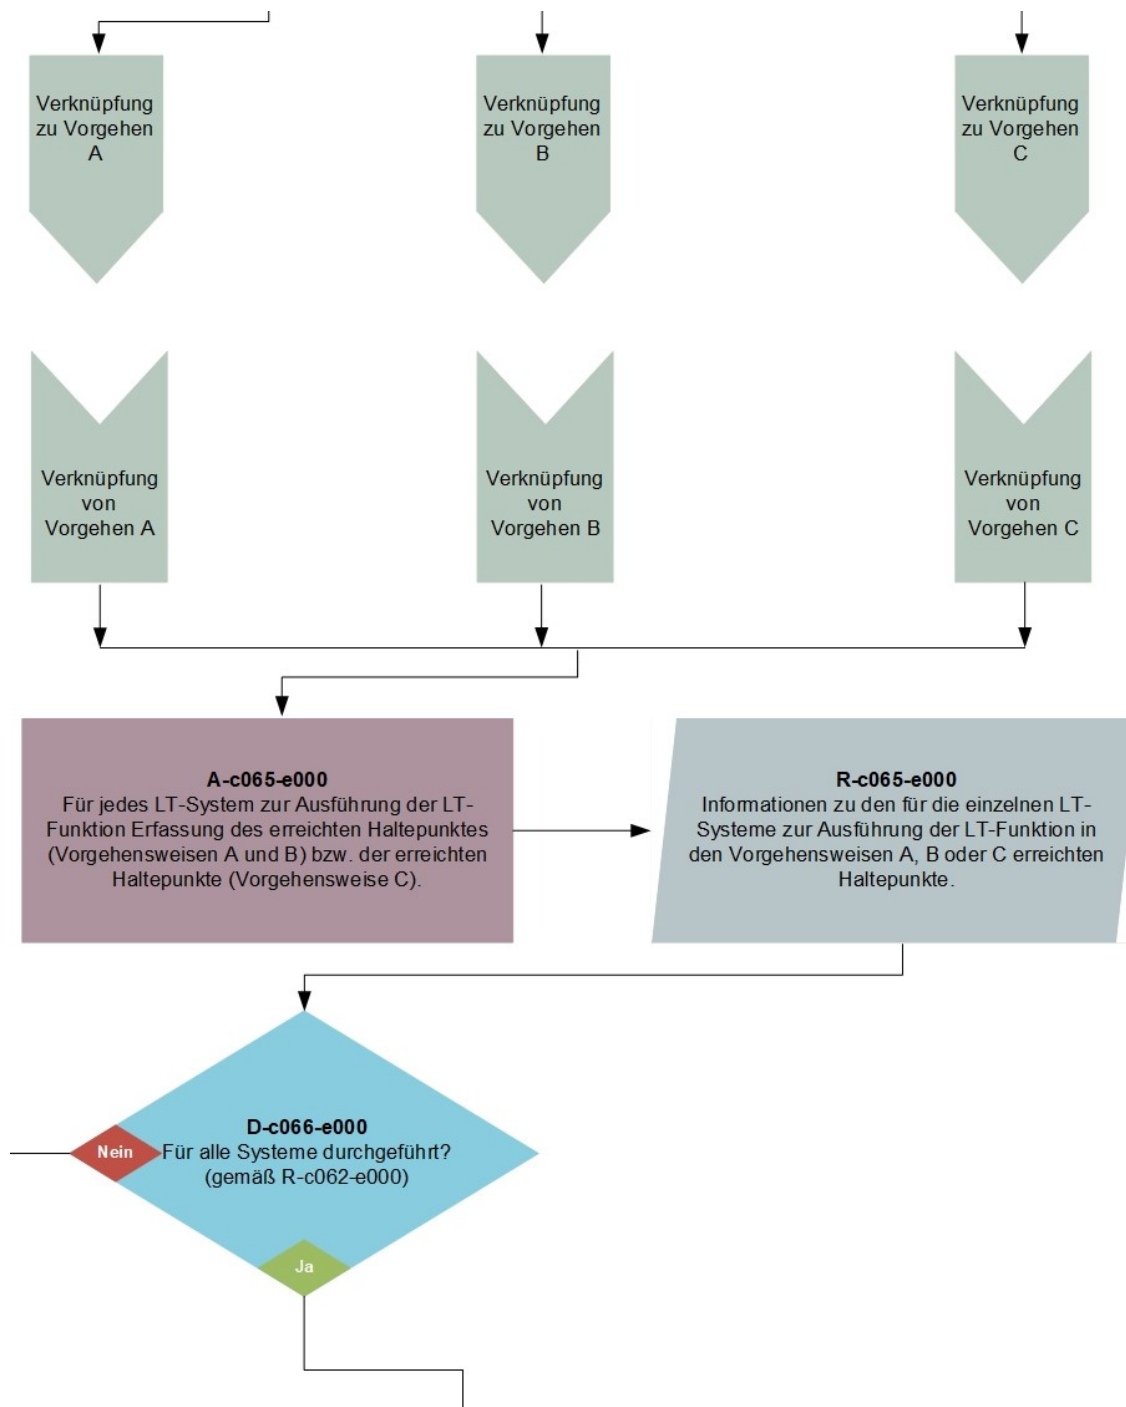 Verknüpfung
zu Vorgehen
A
Verknüpfung
zu Vorgehen
B
Verknüpfung
zu Vorgehen
C
Verknüpfung
von
Vorgehen A
Verknüpfung
von
Vorgehen B
Verknüpfung
von
Vorgehen C
A-c065-e000
Für jedes LT-System zur Ausführung der LT-
Funktion Erfassung des erreichten Haltepunktes
(Vorgehensweisen A und B) bzw. der erreichten
Haltepunkte (Vorgehensweise C).
R-c065-e000
Informationen zu den für die einzelnen LT-
Systeme zur Ausführung der LT-Funktion in
den Vorgehensweisen A, B oder C erreichten
Haltepunkte.
D-c066-e000
Nein
Für alle Systeme durchgeführt?
(gemäß R-c062-e000)
Ja